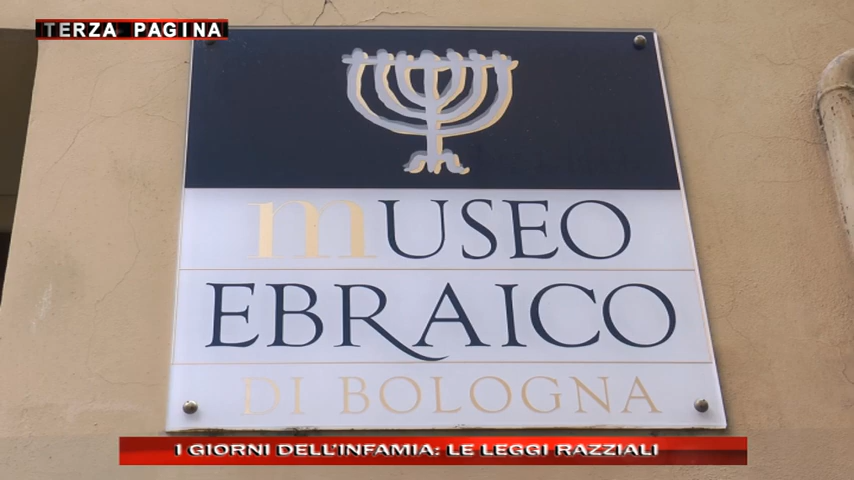 TERZA PAGINA
mUSEO
EBRAICO
DI BOLOGNA
I GIORNI DELL'INFAMIA: LE LEGGI RAZZIALI